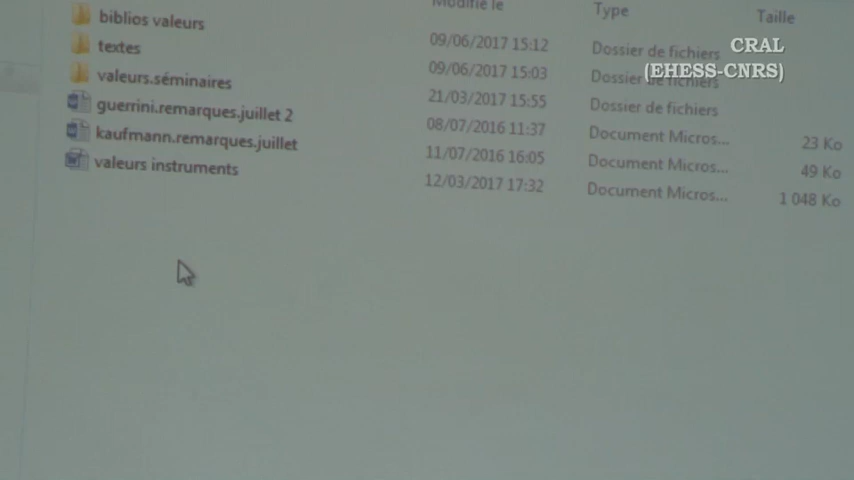 Modifié le Type Taille
biblios valeurs 09/06/2017 15:12 Dossier de fichiers
textes 09/06/2017 15:03 Dossier de fichiers
valeurs.séminaires 21/03/2017 15:55 Dossier de fichiers
guerrini.remarques.juillet 2 08/07/2016 11:37 Document Micros... 23 Ko
kaufmann.remarques.juillet 11/07/2016 16:05 Document Micros... 49 Ko
valeurs instruments 12/03/2017 17:32 Document Micros... 1 048 Ko
CRAL
(EHESS-CNRS)